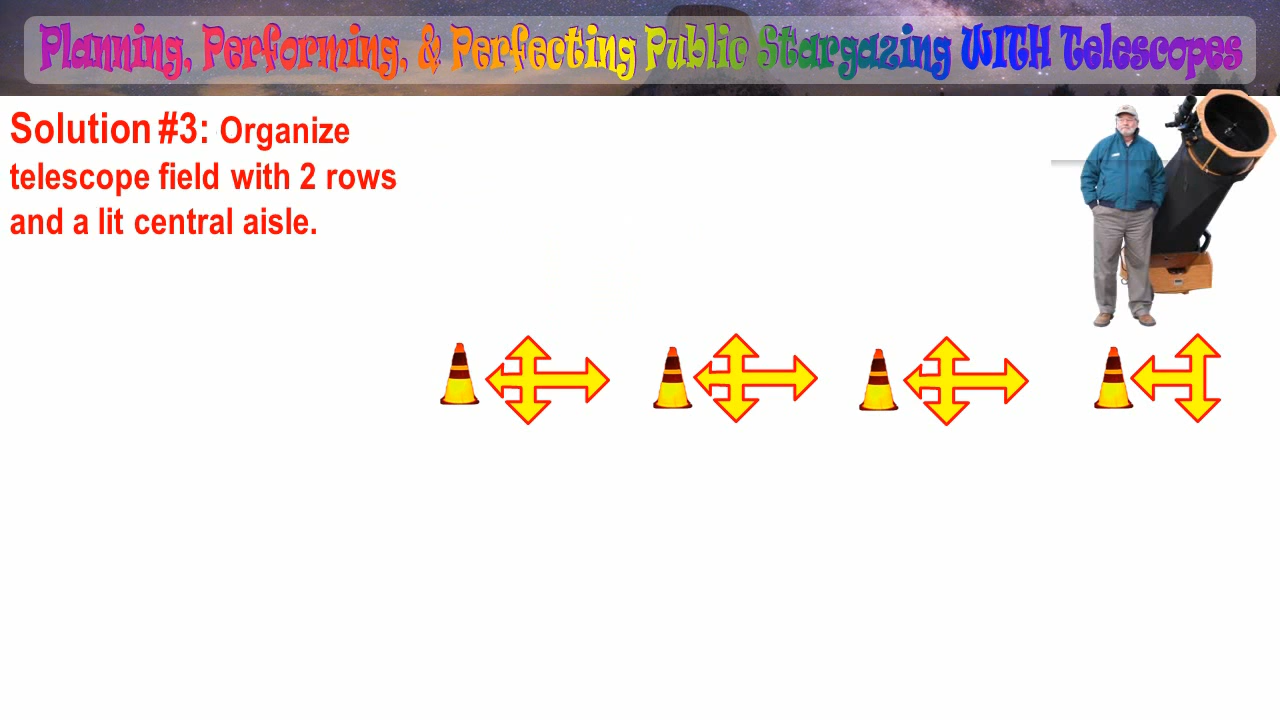 Planning, Performing, & Perfecting Public Stargazing WITH Telescopes
Solution #3: Organize
telescope field with 2 rows
and a lit central aisle.